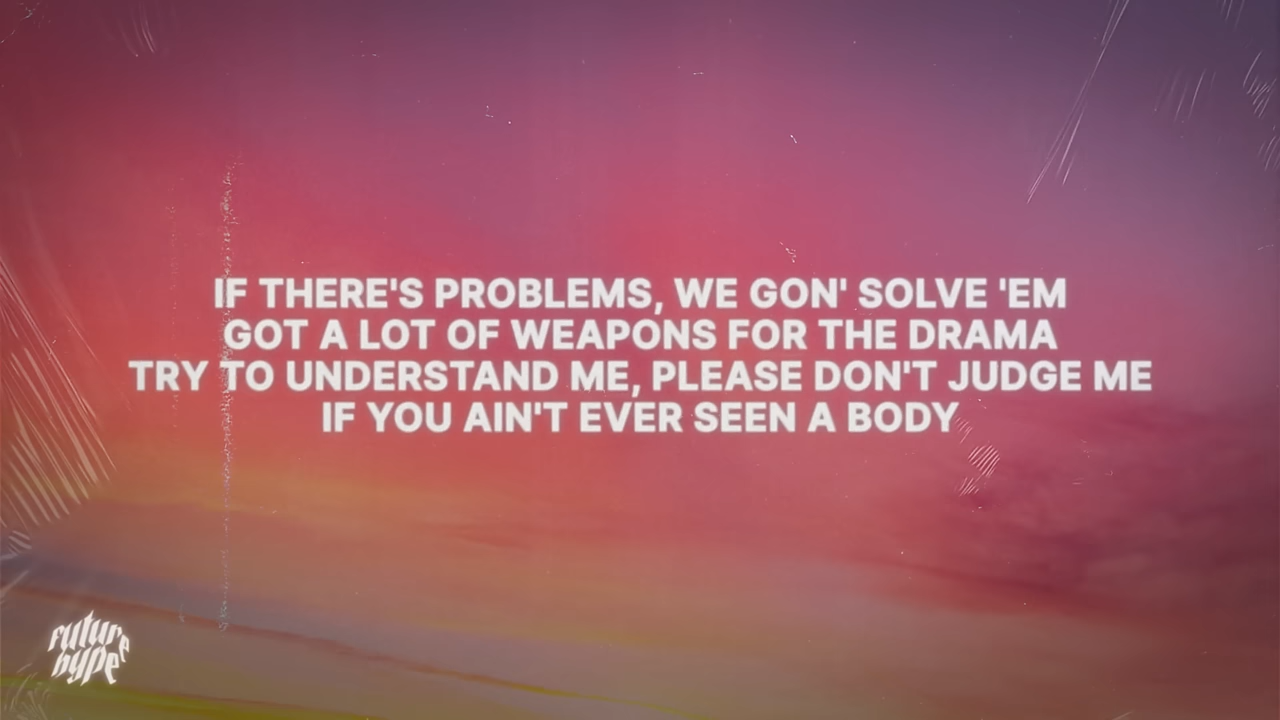 IF THERE'S PROBLEMS, WE GON' SOLVE 'EM
GOT A LOT OF WEAPONS FOR THE DRAMA
TRY TO UNDERSTAND ME, PLEASE DON'T JUDGE ME
IF YOU AIN'T EVER SEEN A BODY
future
hype